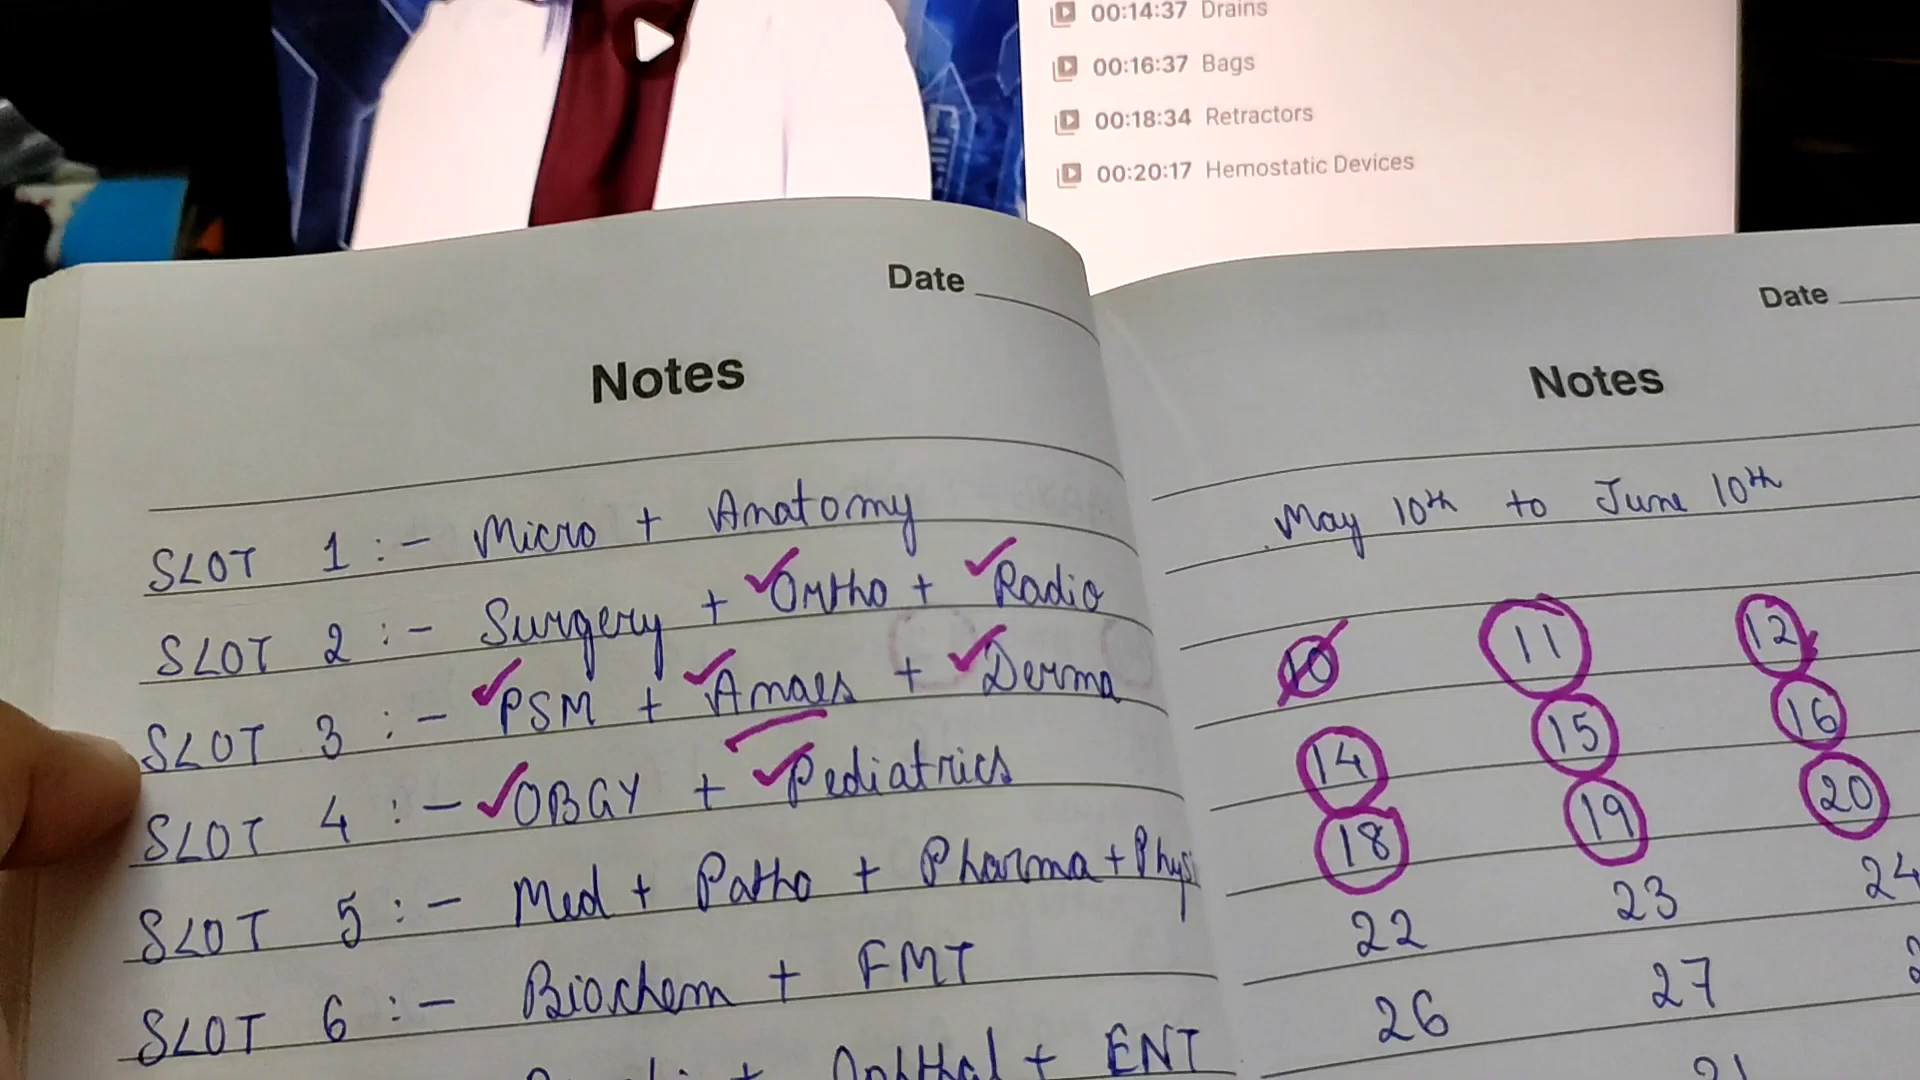 00:14:37 Drains
00:16:37 Bags
00:18:34 Retractors
00:20:17 Hemostatic Devices
Date
Notes
SLOT 1 :- Micro + Anatomy
SLOT 2 :- Surgery + Ortho + Radio
SLOT 3 :- PSM + Anaes + Derma
SLOT 4 :- OBGY + Pediatrics
SLOT 5 :- Med + Patho + Pharma + Physi
SLOT 6 :- Biochem + FMT
+ Ophthal + ENT
Date
Notes
May 10th to June 10th
10 11 12
14 15 16
18 19 20
22 23 24
26 27